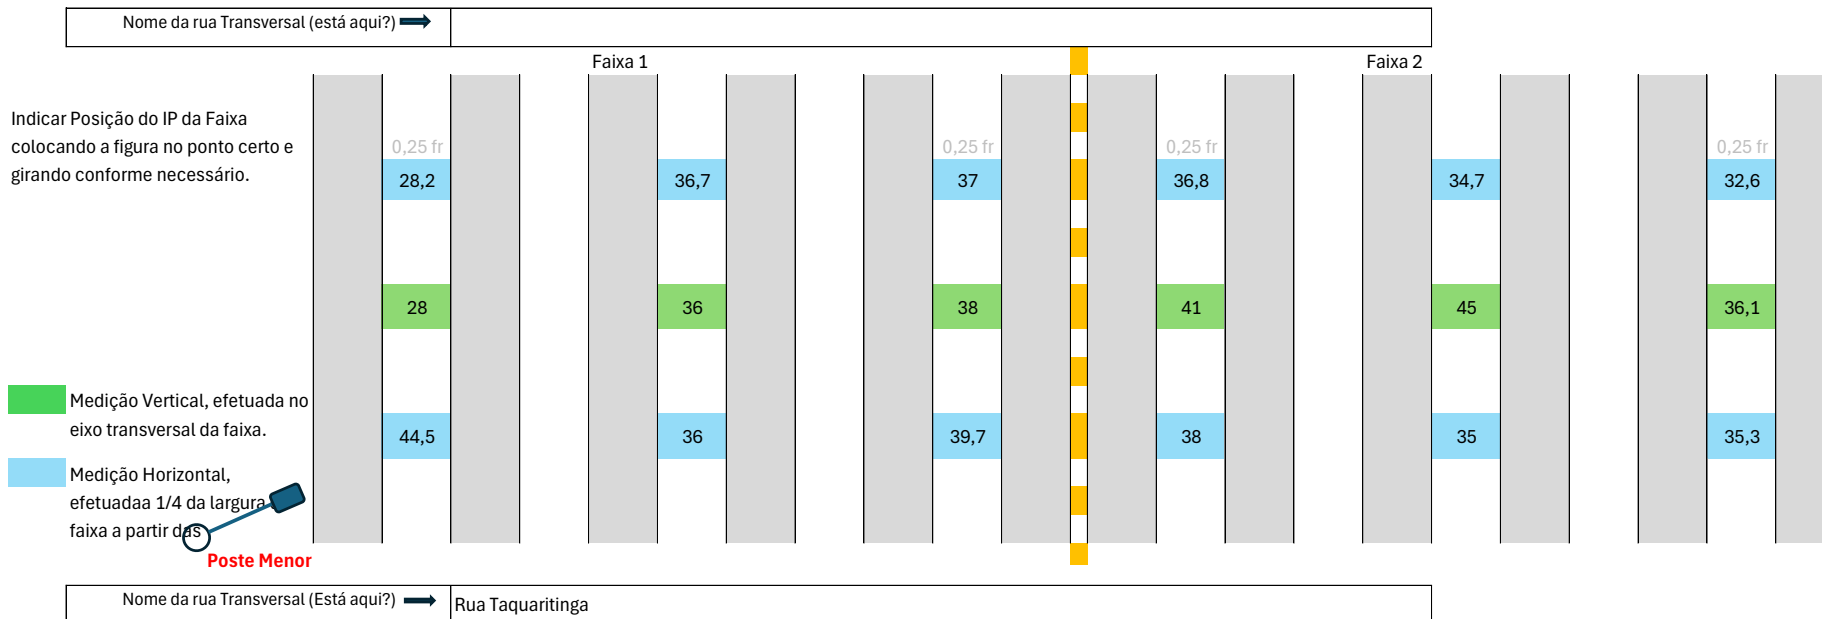 Nome da rua Transversal (está aqui?)
Faixa 1
Faixa 2
Indicar Posição do IP da Faixa
colocando a figura no ponto certo e
girando conforme necessário.
0,25 fr
0,25 fr
0,25 fr
0,25 fr
28,2
36,7
37
36,8
34,7
32,6
28
36
38
41
45
36,1
Medição Vertical, efetuada no
eixo transversal da faixa.
44,5
36
39,7
38
35
35,3
Medição Horizontal,
efetuadaa 1/4 da largura
faixa a partir das
Poste Menor
Nome da rua Transversal (Está aqui?)
Rua Taquaritinga